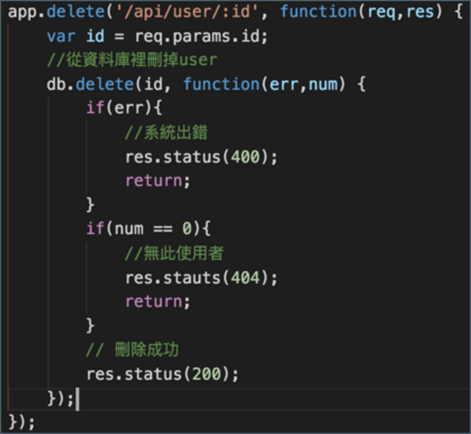 app.delete('/api/user/:id', function(req,res) {
    var id = req.params.id;
    //從資料庫裡刪掉user
    db.delete(id, function(err,num) {
        if(err){
            //系統出錯
            res.status(400);
            return;
        }
        if(num == 0){
            //無此使用者
            res.stauts(404);
            return;
        }
        // 刪除成功
        res.status(200);
    });
});